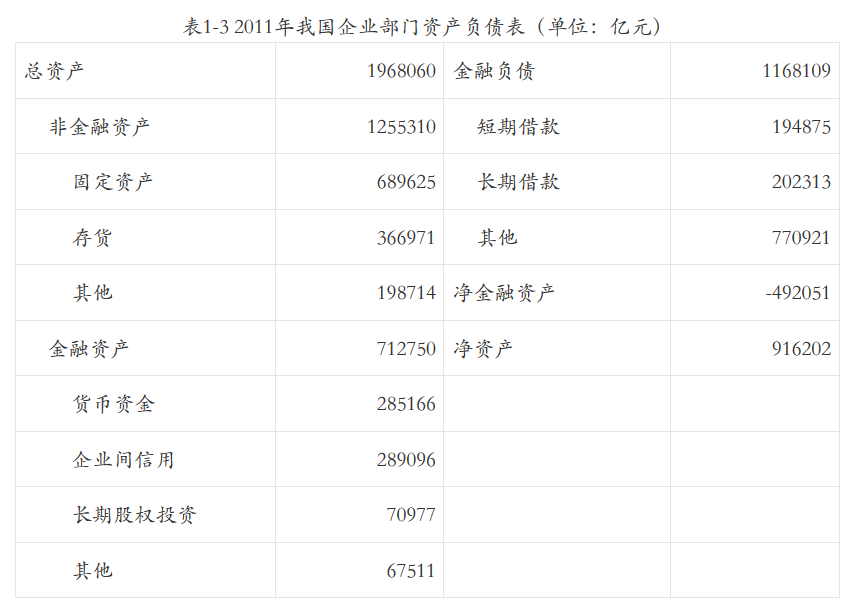 表1-3 2011年我国企业部门资产负债表（单位：亿元）
总资产 1968060 金融负债 1168109
非金融资产 1255310 短期借款 194875
固定资产 689625 长期借款 202313
存货 366971 其他 770921
其他 198714 净金融资产 -492051
金融资产 712750 净资产 916202
货币资金 285166
企业间信用 289096
长期股权投资 70977
其他 67511